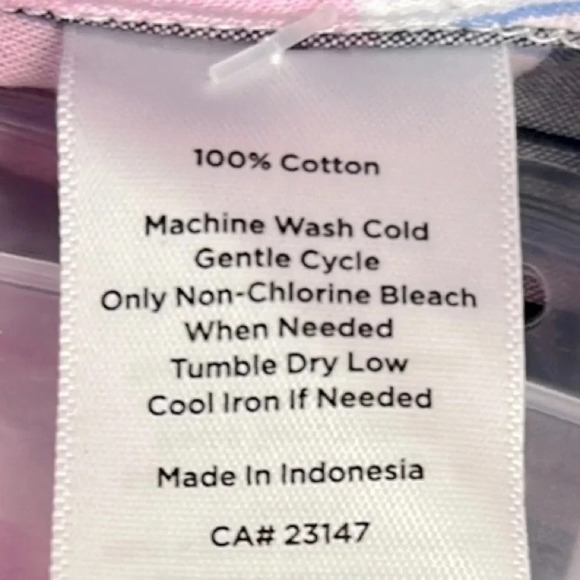 100% Cotton
Machine Wash Cold
Gentle Cycle
Only Non-Chlorine Bleach
When Needed
Tumble Dry Low
Cool Iron If Needed
Made In Indonesia
CA# 23147